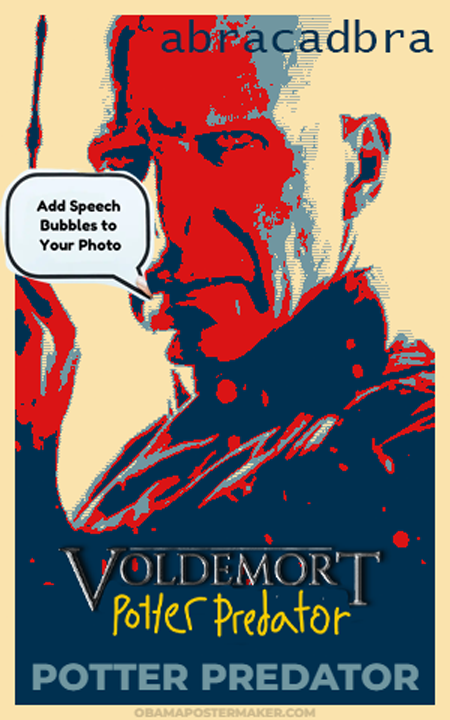 abracadbra
Add Speech
Bubbles to
Your Photo
VOLDEMORT
Potter Predator
POTTER PREDATOR
OBAMAPOSTERMAKER.COM